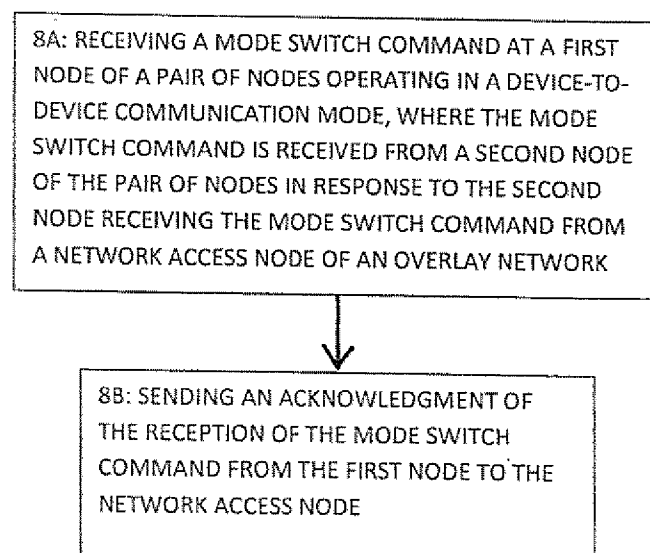 8A: RECEIVING A MODE SWITCH COMMAND AT A FIRST
NODE OF A PAIR OF NODES OPERATING IN A DEVICE-TO-
DEVICE COMMUNICATION MODE, WHERE THE MODE
SWITCH COMMAND IS RECEIVED FROM A SECOND NODE
OF THE PAIR OF NODES IN RESPONSE TO THE SECOND
NODE RECEIVING THE MODE SWITCH COMMAND FROM
A NETWORK ACCESS NODE OF AN OVERLAY NETWORK
8B: SENDING AN ACKNOWLEDGMENT OF
THE RECEPTION OF THE MODE SWITCH
COMMAND FROM THE FIRST NODE TO THE
NETWORK ACCESS NODE